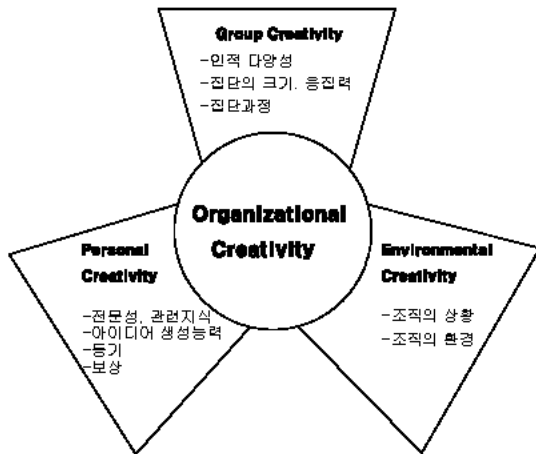 Group Creativity
-인적 다양성
-집단의 크기, 응집력
-집단과정
Organizational
Creativity
Personal
Creativity
-전문성, 관련지식
-아이디어 생성능력
-동기
-보상
Environmental
Creativity
-조직의 상황
-조직의 환경